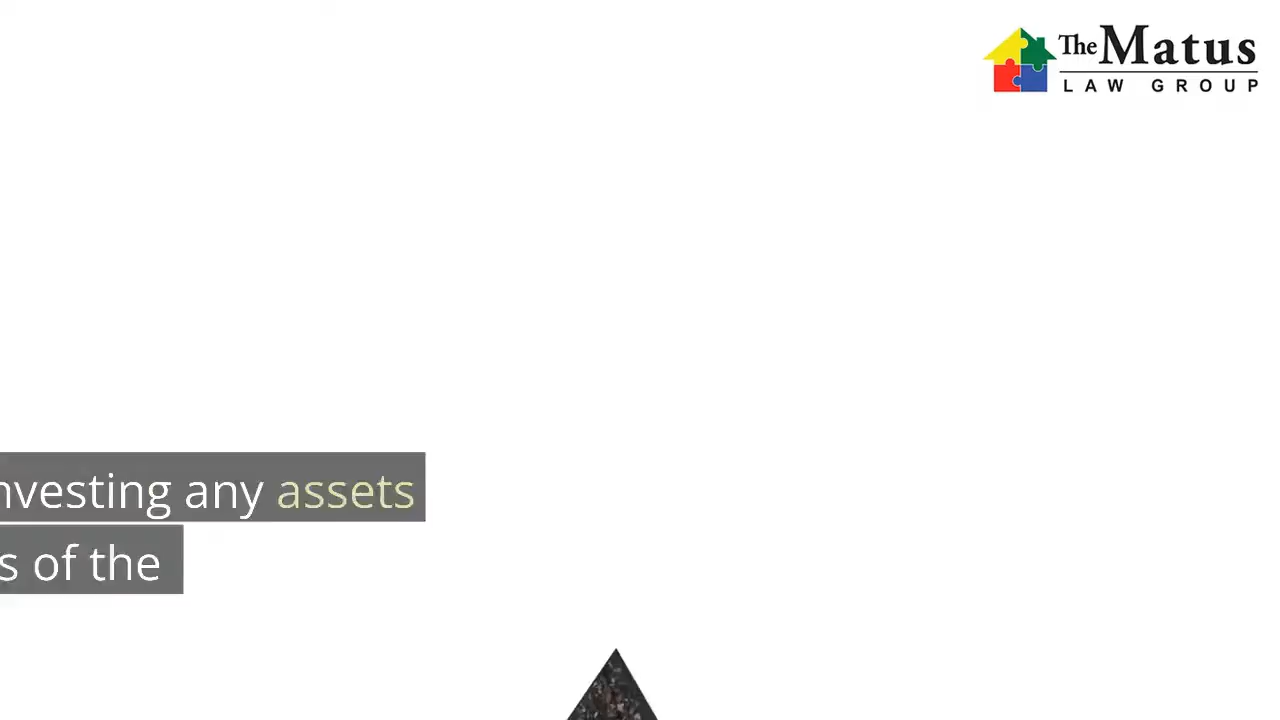 The Matus
LAW GROUP
nvesting any assets
s of the